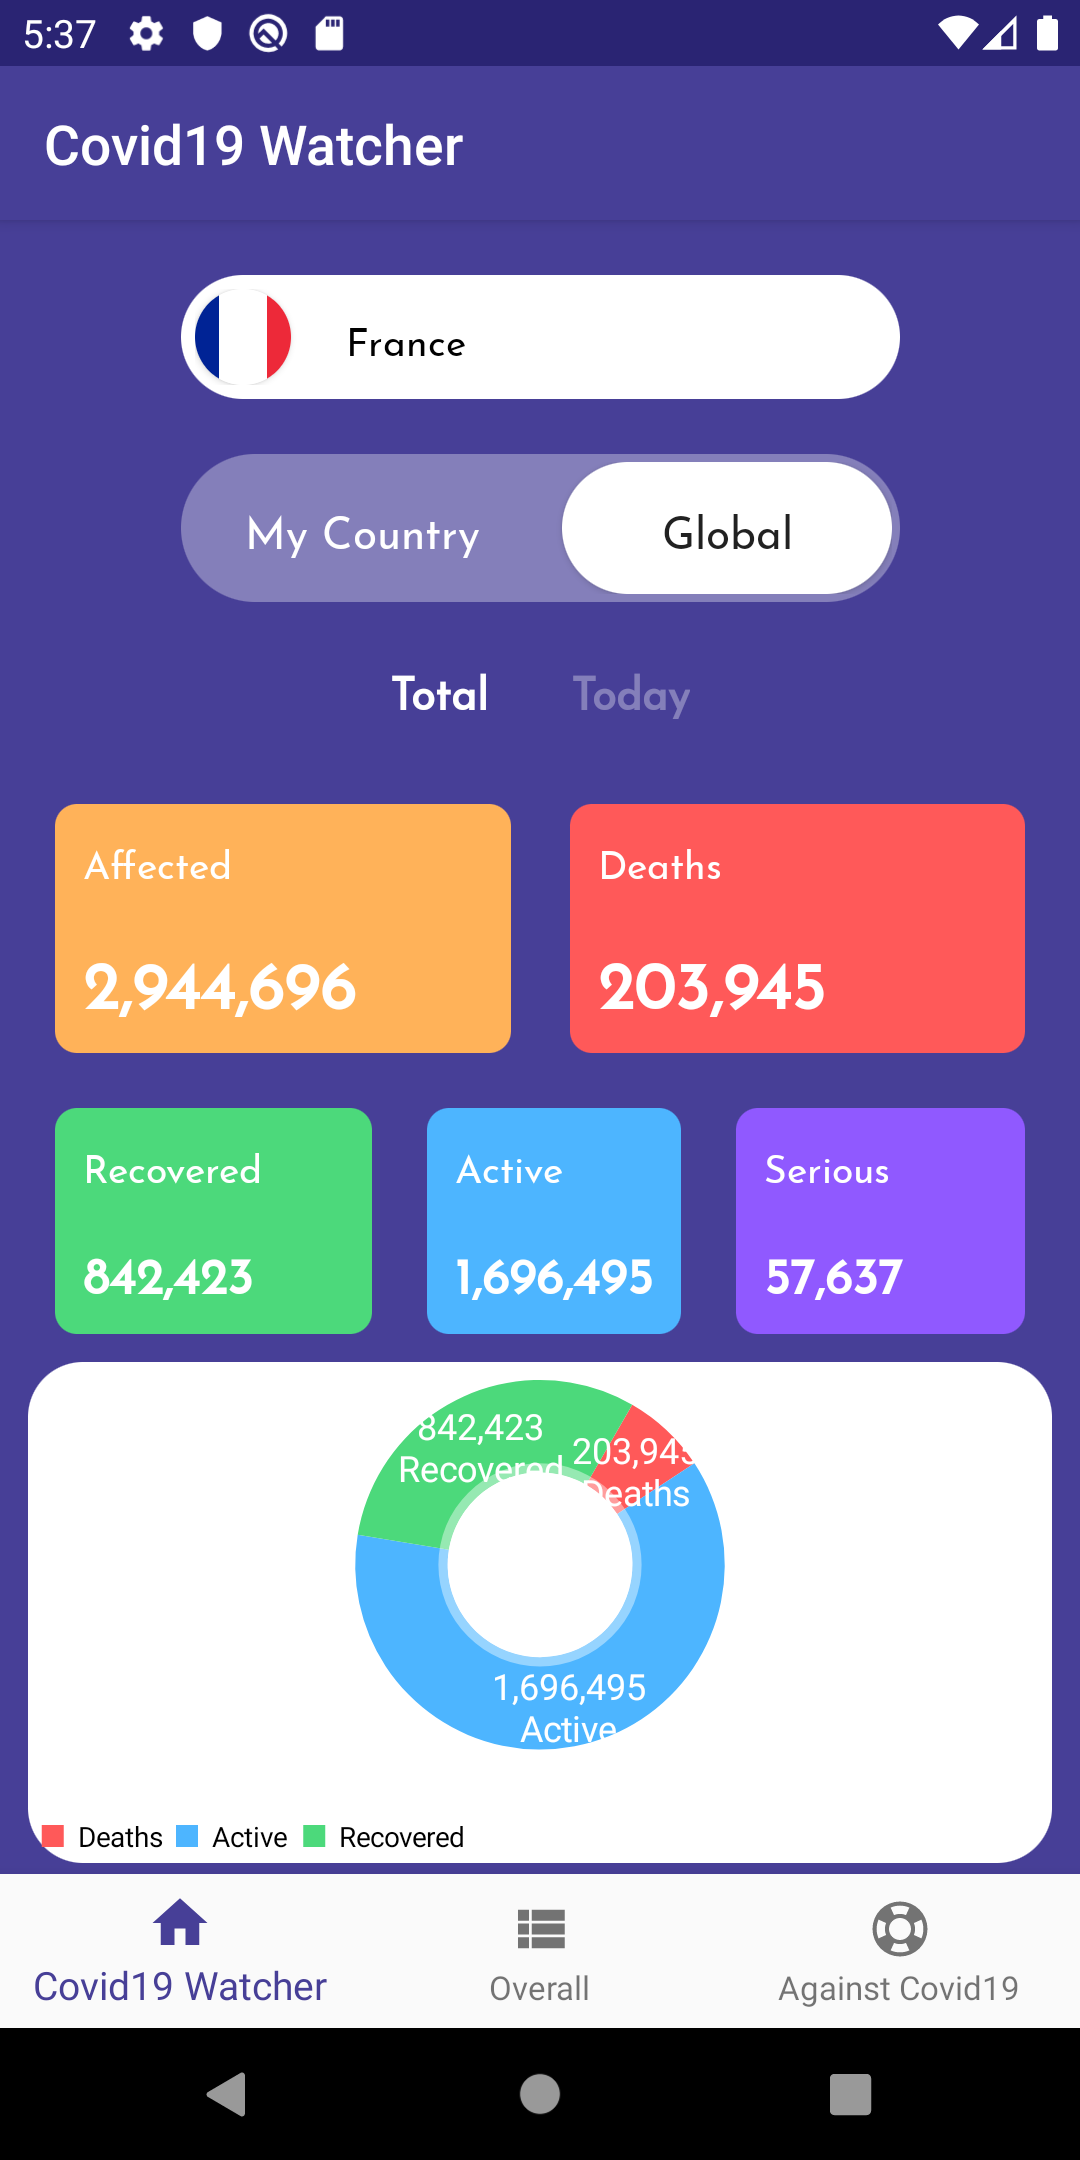 5:37
Covid19 Watcher
France
My Country
Global
Total
Today
Affected
2,944,696
Deaths
203,945
Recovered
842,423
Active
1,696,495
Serious
57,637
842,423
Recovered
203,945
Deaths
1,696,495
Active
Deaths
Active
Recovered
Covid19 Watcher
Overall
Against Covid19